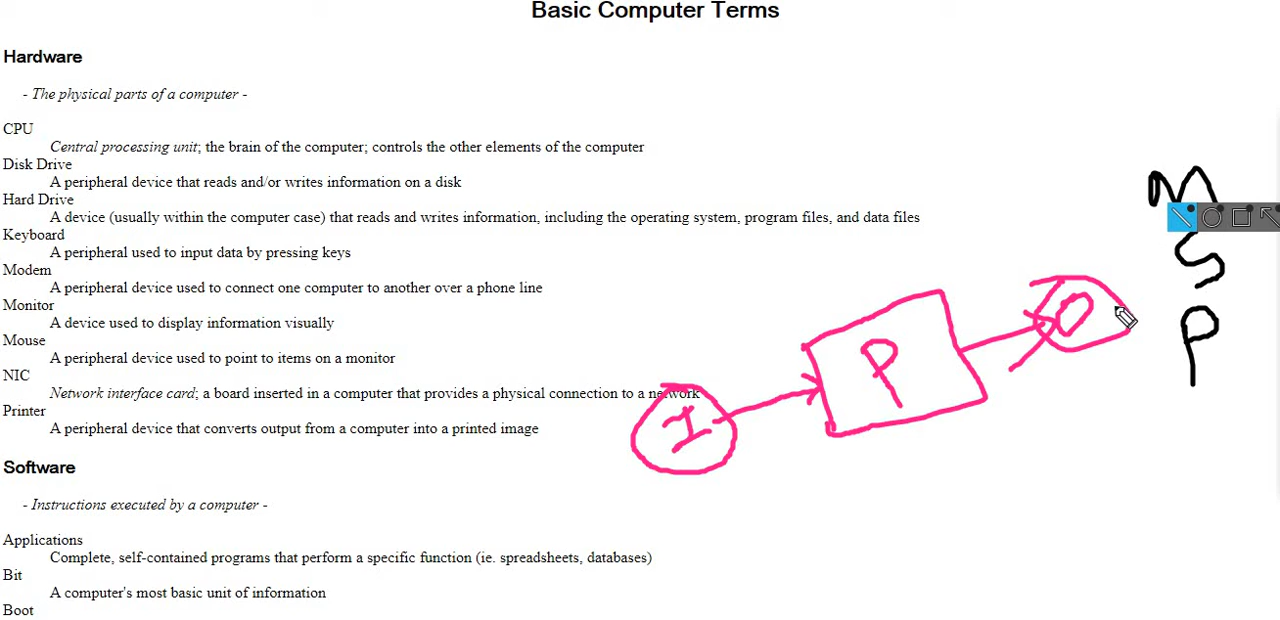 Basic Computer Terms
Hardware
- The physical parts of a computer -
CPU
Central processing unit; the brain of the computer; controls the other elements of the computer
Disk Drive
A peripheral device that reads and/or writes information on a disk
Hard Drive
A device (usually within the computer case) that reads and writes information, including the operating system, program files, and data files
Keyboard
A peripheral used to input data by pressing keys
Modem
A peripheral device used to connect one computer to another over a phone line
Monitor
A device used to display information visually
Mouse
A peripheral device used to point to items on a monitor
NIC
Network interface card; a board inserted in a computer that provides a physical connection to a network
Printer
A peripheral device that converts output from a computer into a printed image
Software
- Instructions executed by a computer -
Applications
Complete, self-contained programs that perform a specific function (ie. spreadsheets, databases)
Bit
A computer's most basic unit of information
Boot
I
P
O
M
S
P